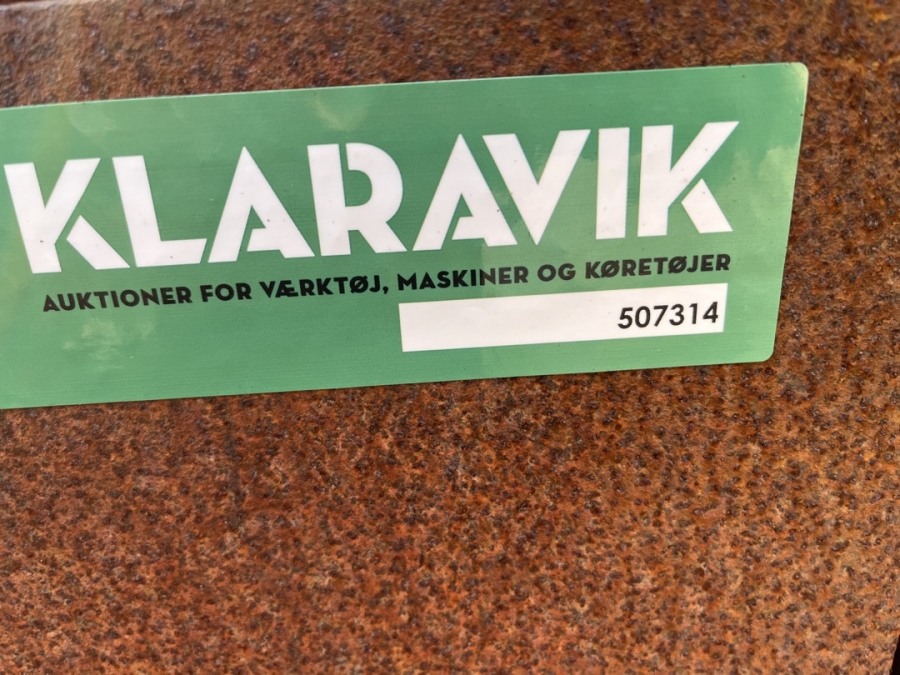 KLARAVIK
AUKTIONER FOR VÆRKTØJ, MASKINER OG KØRETØJER
507314